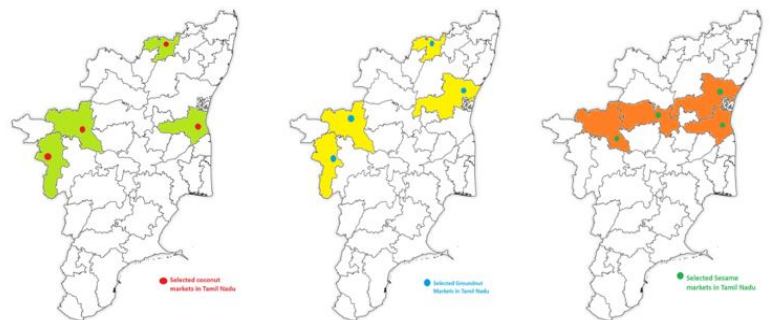 Selected coconut
markets in Tamil Nadu
Selected Groundnut
Markets in Tamil Nadu
Selected Sesame
markets in Tamil Nadu